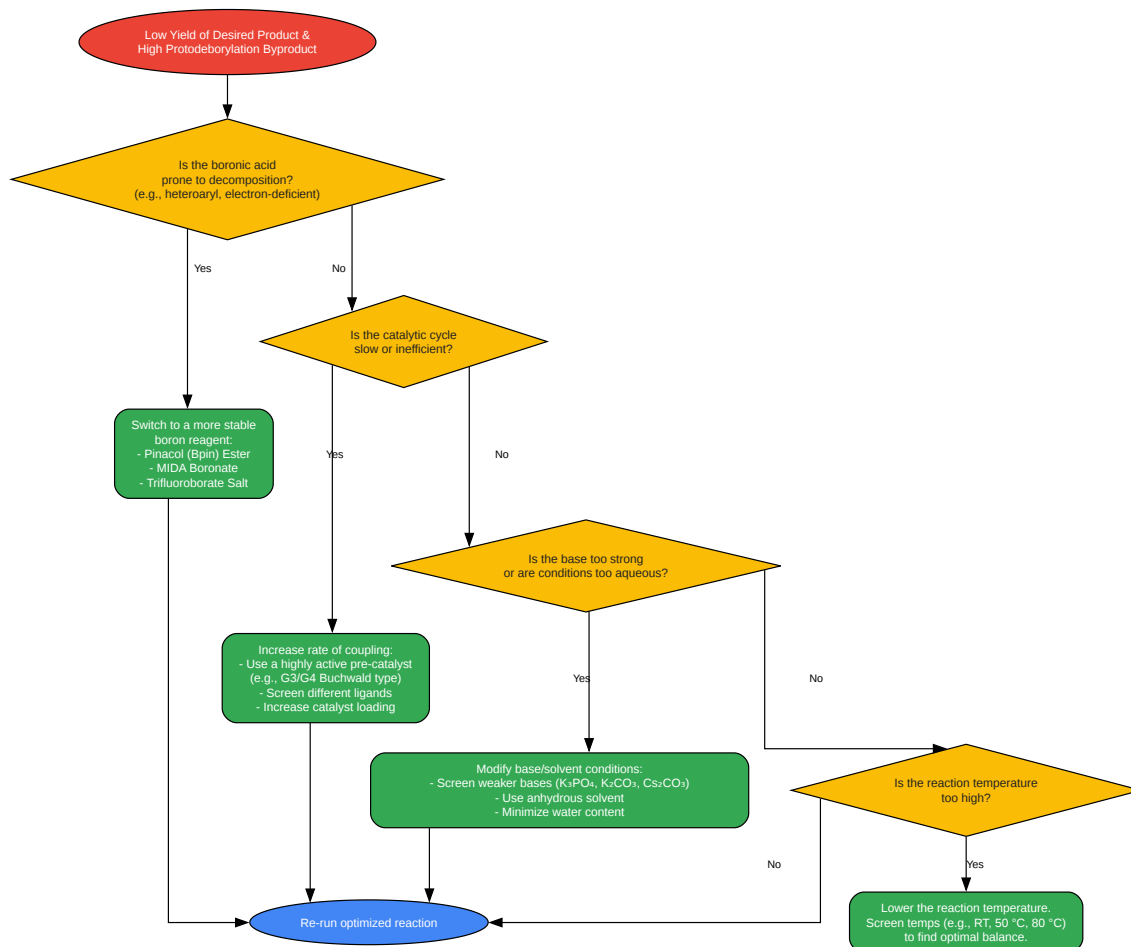 Low Yield of Desired Product &
High Protodeborylation Byproduct
Is the boronic acid
prone to decomposition?
(e.g., heteroaryl, electron-deficient)
Yes
No
Is the catalytic cycle
slow or inefficient?
Switch to a more stable
boron reagent:
- Pinacol (Bpin) Ester
- MIDA Boronate
- Trifluoroborate Salt
Yes
No
Is the base too strong
or are conditions too aqueous?
Increase rate of coupling:
- Use a highly active pre-catalyst
(e.g., G3/G4 Buchwald type)
- Screen different ligands
- Increase catalyst loading
Yes
No
Modify base/solvent conditions:
- Screen weaker bases (K₃PO₄, K₂CO₃, Cs₂CO₃)
- Use anhydrous solvent
- Minimize water content
Is the reaction temperature
too high?
No
Yes
Re-run optimized reaction
Lower the reaction temperature.
Screen temps (e.g., RT, 50 °C, 80 °C)
to find optimal balance.